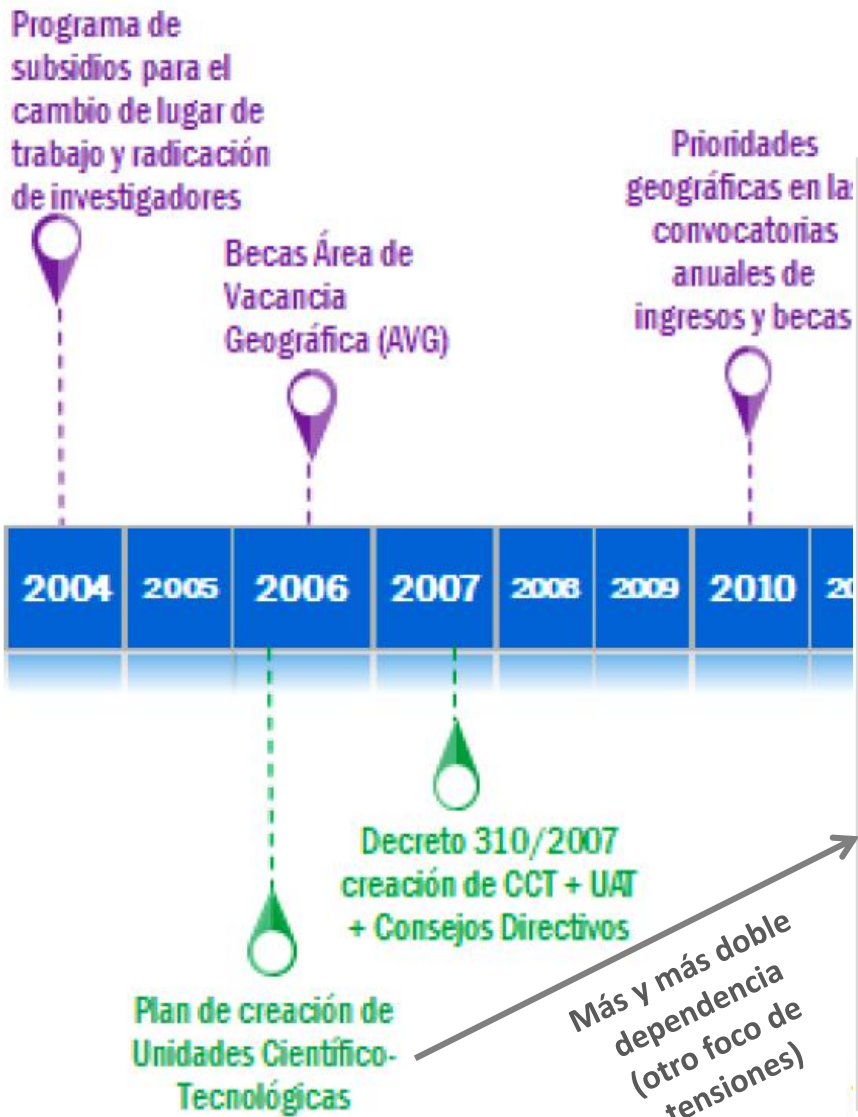 Programa de
subsidios para el
cambio de lugar de
trabajo y radicación
de investigadores
Becas Área de
Vacancia
Geográfica (AVG)
Prioridades
geográficas en las
convocatorias
anuales de
ingresos y becas
2004 2005 2006 2007 2008 2009 2010 20
Decreto 310/2007
creación de CCT + UAT
+ Consejos Directivos
Plan de creación de
Unidades Científico-
Tecnológicas
Más y más doble
dependencia
(otro foco de
tensiones)